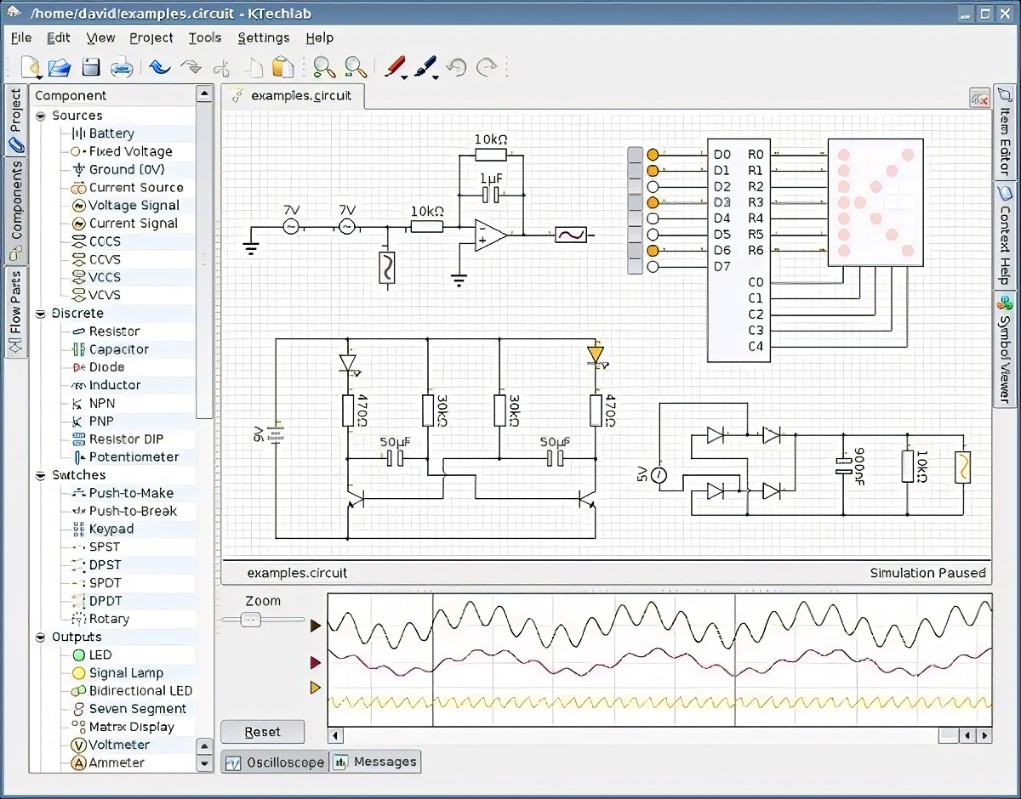 /home/david/examples.circuit - KTechlab
File Edit View Project Tools Settings Help
Project
Components
Flow Parts
Component
Sources
Battery
Fixed Voltage
Ground (0V)
Current Source
Voltage Signal
Current Signal
CCCS
CCVS
VCCS
VCVS
Discrete
Resistor
Capacitor
Diode
Inductor
NPN
PNP
Resistor DIP
Potentiometer
Switches
Push-to-Make
Push-to-Break
Keypad
SPST
DPST
SPDT
DPDT
Rotary
Outputs
LED
Signal Lamp
Bidirectional LED
Seven Segment
Matrix Display
Voltmeter
Ammeter
examples.circuit
10kΩ
1μF
7V 7V 10kΩ
D0 R0
D1 R1
D2 R2
D3 R3
D4 R4
D5 R5
D6 R6
D7
C0
C1
C2
C3
C4
470Ω 30kΩ 30kΩ 470Ω
50μF 50μF
5V 900nF 10kΩ
examples.circuit Simulation Paused
Zoom
Reset
Oscilloscope Messages
Item Editor
Context Help
Symbol Viewer